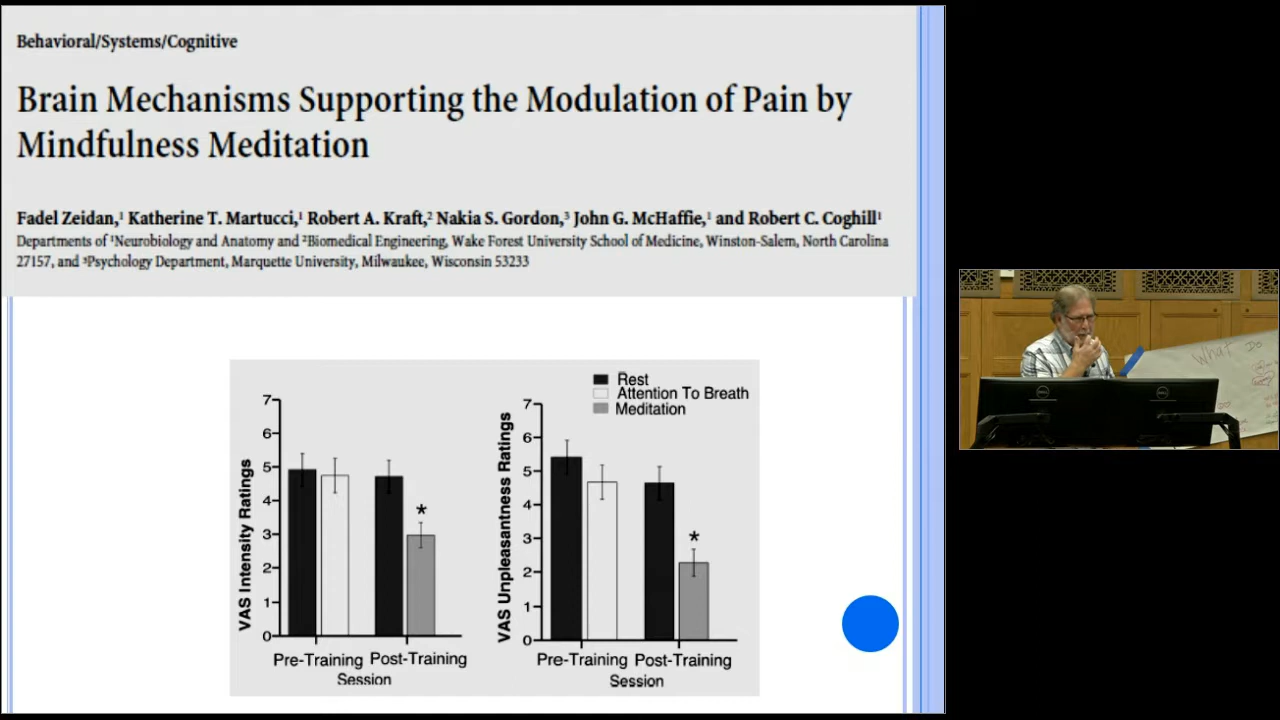 Behavioral/Systems/Cognitive
Brain Mechanisms Supporting the Modulation of Pain by
Mindfulness Meditation
Fadel Zeidan,¹ Katherine T. Martucci,¹ Robert A. Kraft,² Nakia S. Gordon,³ John G. McHaffie,¹ and Robert C. Coghill¹
Departments of ¹Neurobiology and Anatomy and ²Biomedical Engineering, Wake Forest University School of Medicine, Winston-Salem, North Carolina
27157, and ³Psychology Department, Marquette University, Milwaukee, Wisconsin 53233
VAS Intensity Ratings
7
6
5
4
3
2
1
0
*
Pre-Training Post-Training
Session
Rest
Attention To Breath
Meditation
VAS Unpleasantness Ratings
7
6
5
4
3
2
1
0
*
Pre-Training Post-Training
Session
What Do
DELL DELL